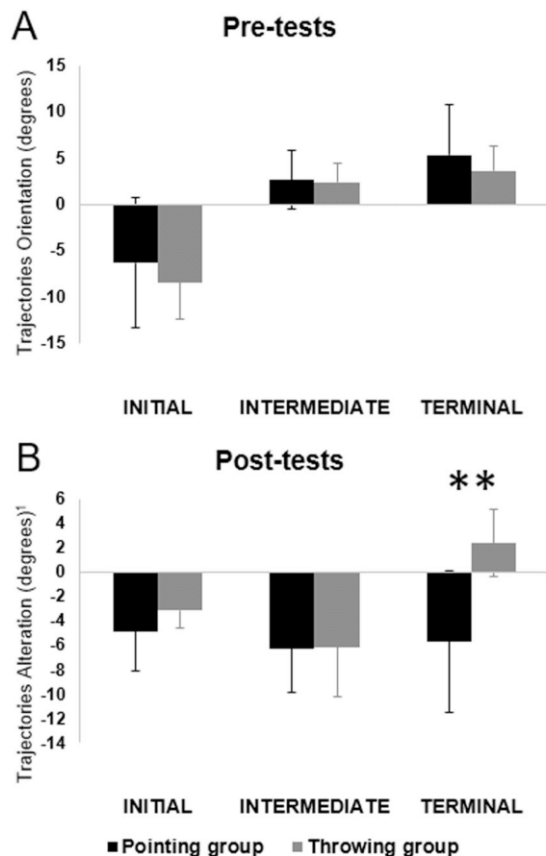 A
Pre-tests
Trajectories Orientation (degrees)
15
10
5
0
-5
-10
-15
INITIAL INTERMEDIATE TERMINAL
B
Post-tests
Trajectories Alteration (degrees)¹
**
6
4
2
0
-2
-4
-6
-8
-10
-12
-14
INITIAL INTERMEDIATE TERMINAL
Pointing group Throwing group